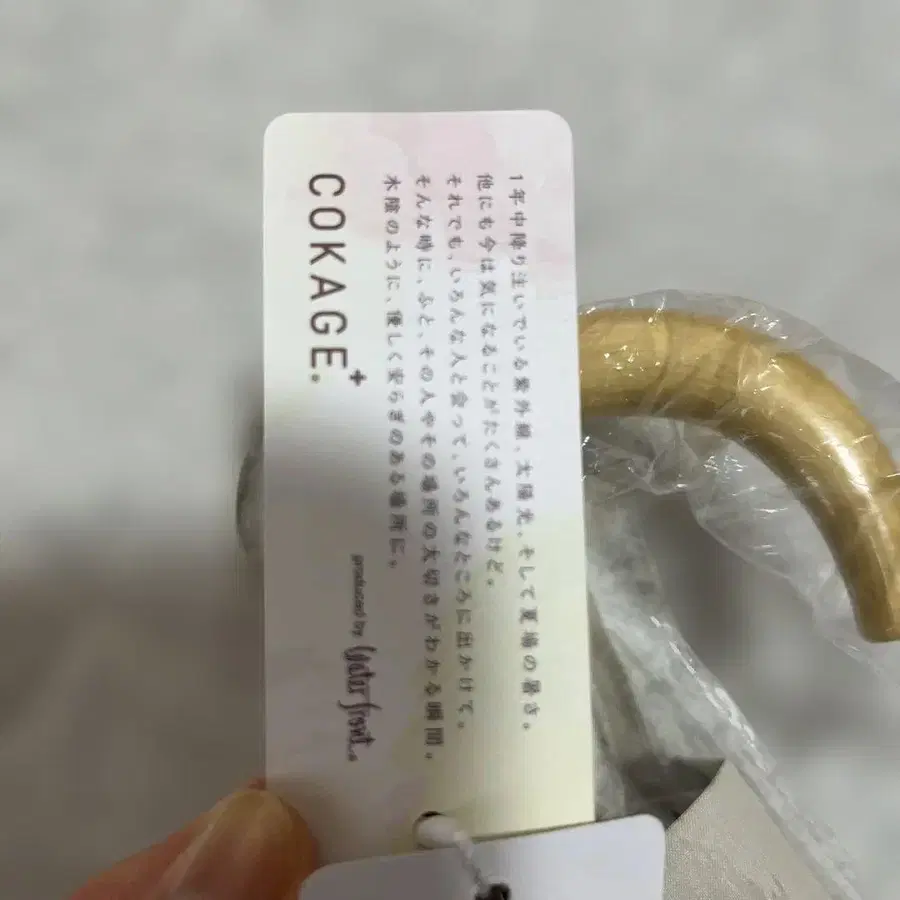 1年中降り注いでいる紫外線、太陽光、そして夏場の暑さ。
他にも今は気になることがたくさんあるけど。
それでも、いろんな人と会って、いろんなところに出かけて。
そんな時に、ふと、その人やその場所の大切さがわかる瞬間。
木陰のように、優しく安らぎのある場所に。
COKAGE+.
produced by Waterfront.